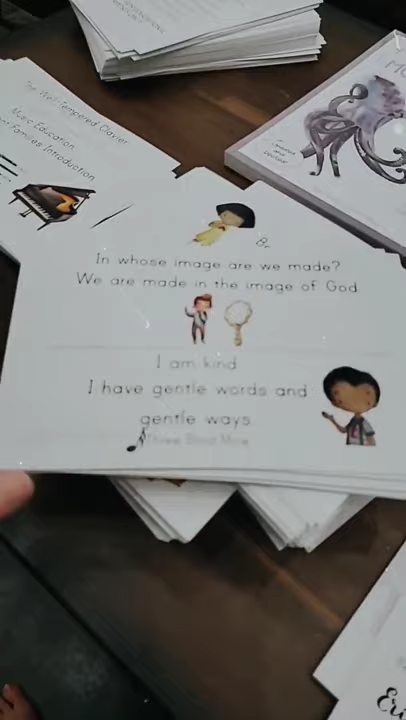 The Well-Tempered Clavier
Music Education
Families Introduction
8.
In whose image are we made?
We are made in the image of God
I am kind
I have gentle words and
gentle ways.
Three Blind Mice